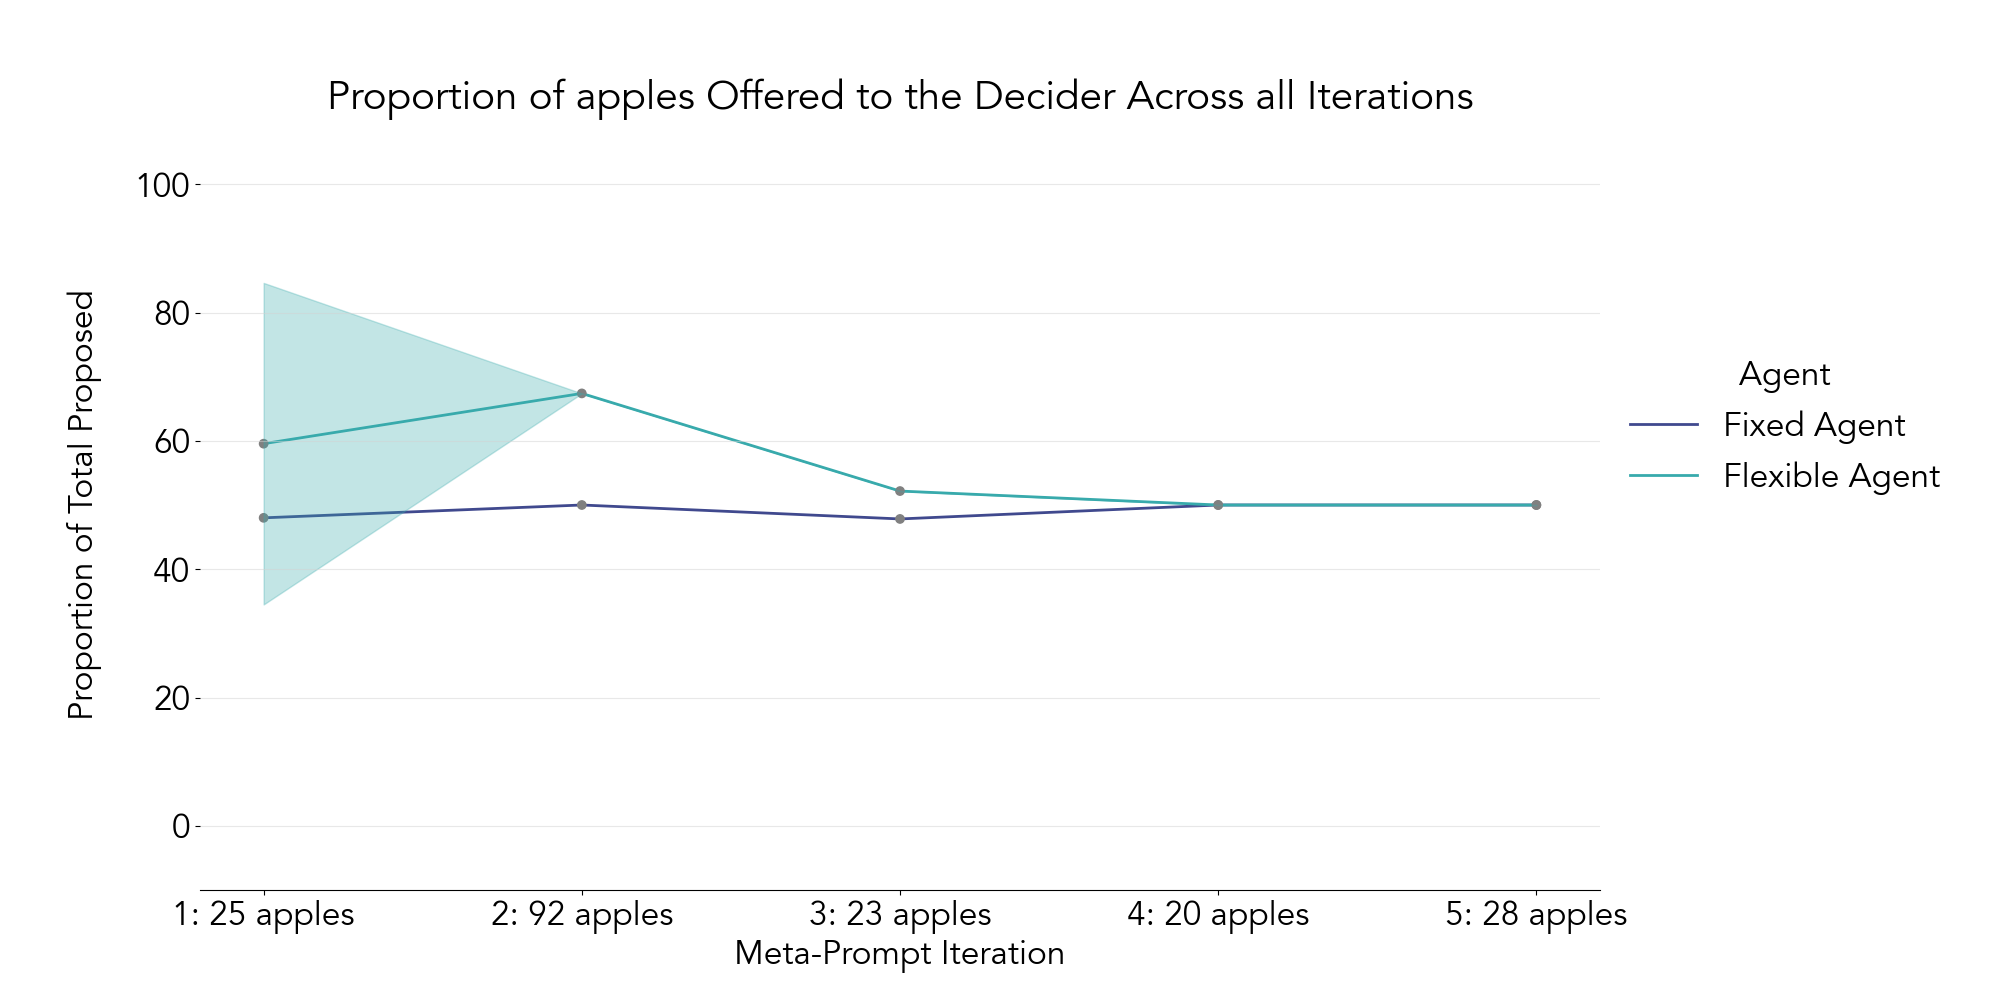 Proportion of apples Offered to the Decider Across all Iterations
Proportion of Total Proposed
100
80
60
40
20
0
1: 25 apples
2: 92 apples
3: 23 apples
4: 20 apples
5: 28 apples
Meta-Prompt Iteration
Agent
Fixed Agent
Flexible Agent